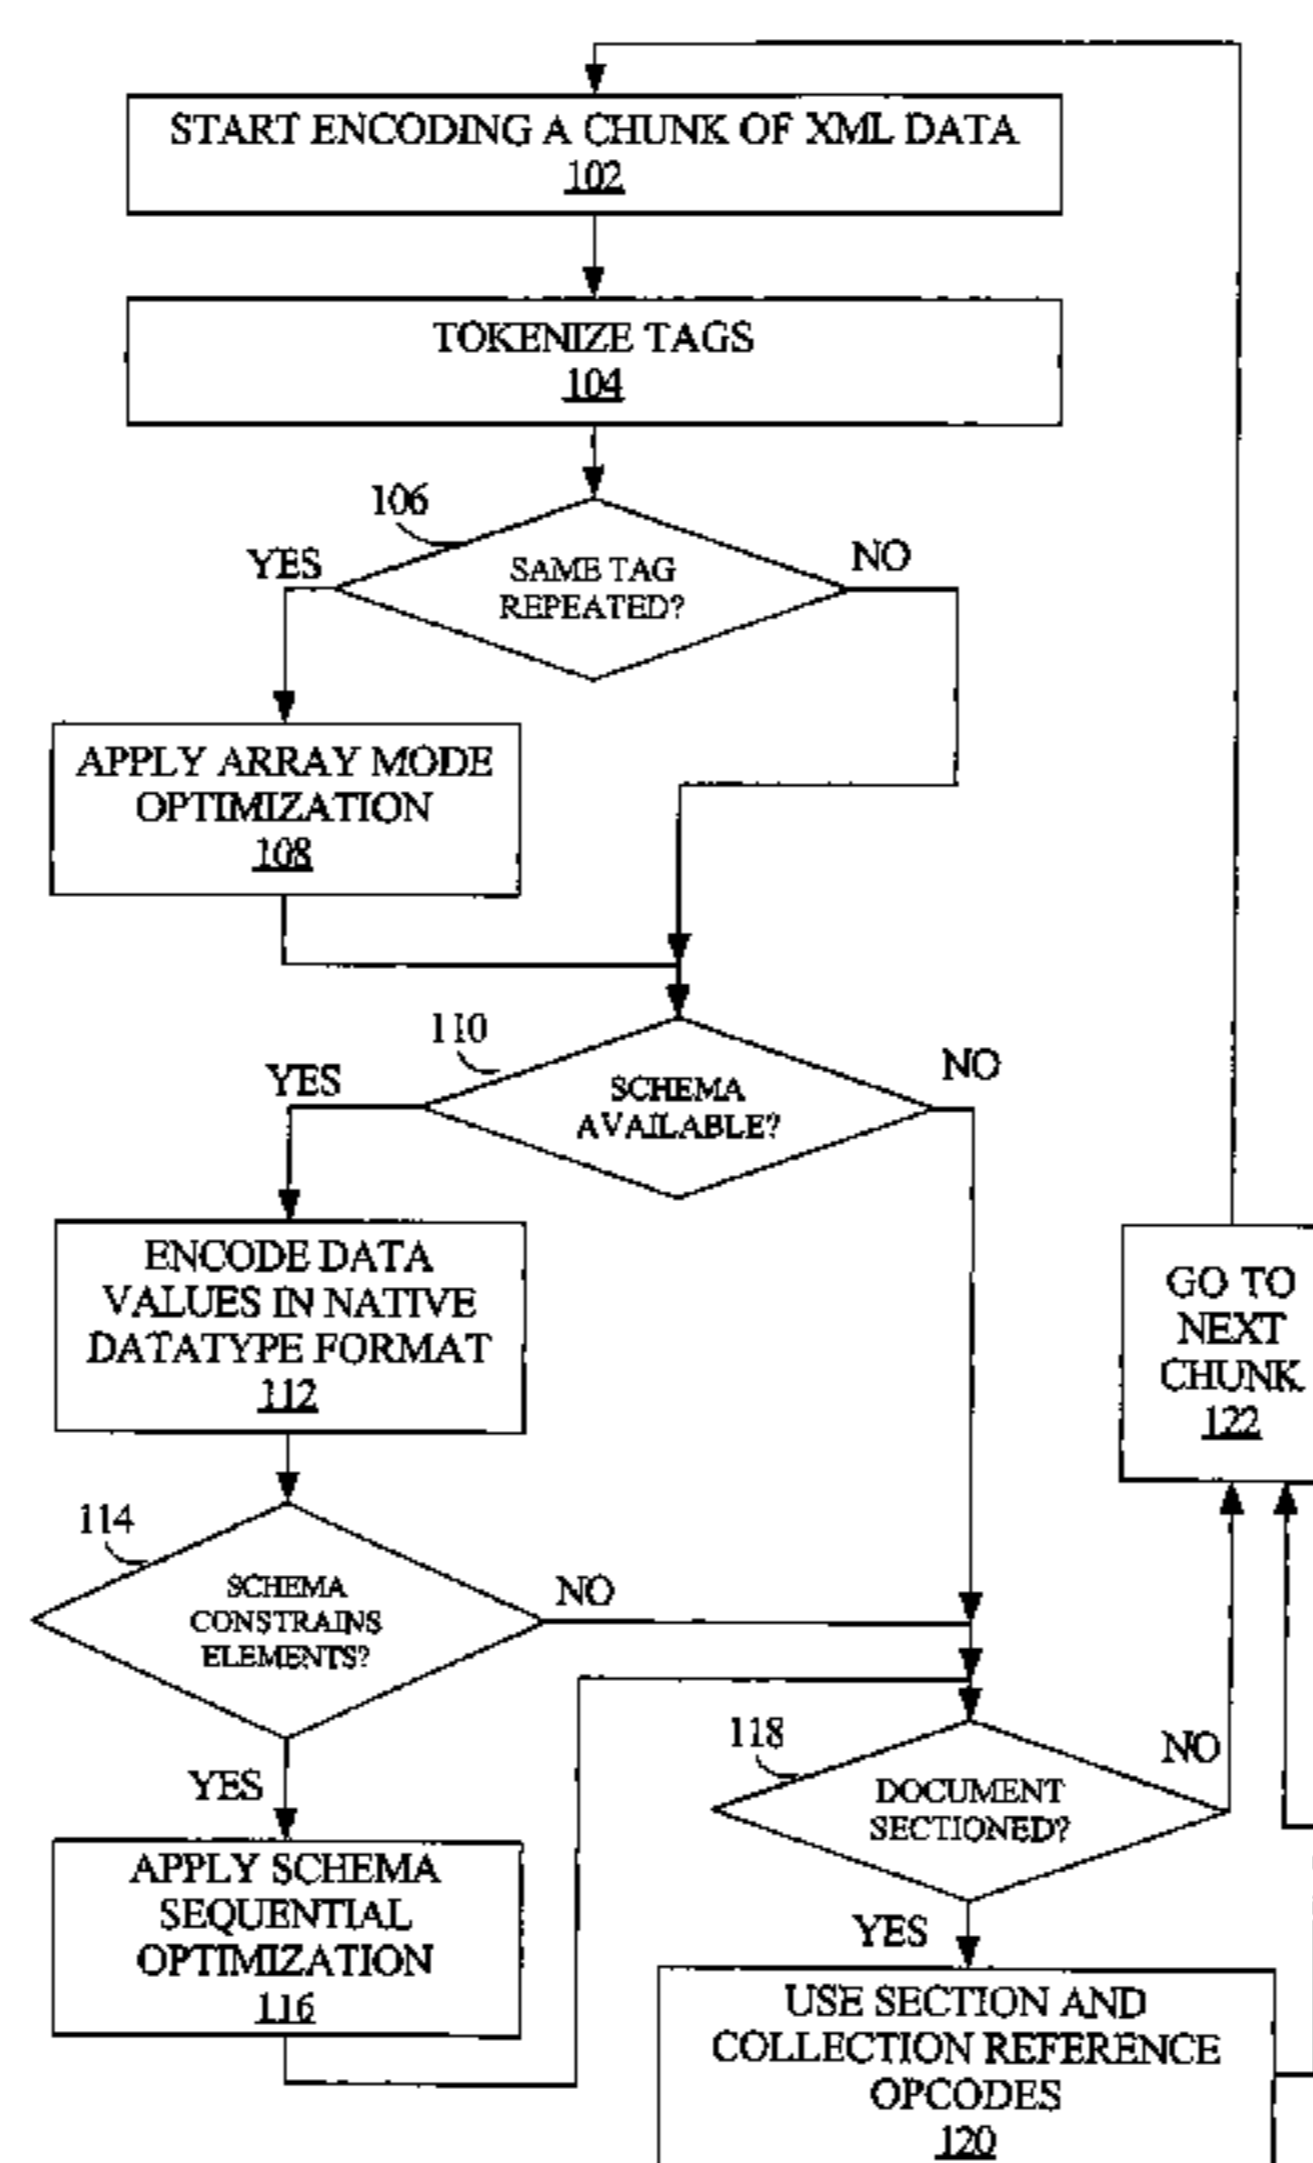 START ENCODING A CHUNK OF XML DATA
102
TOKENIZE TAGS
104
106
YES
SAME TAG
REPEATED?
NO
APPLY ARRAY MODE
OPTIMIZATION
108
110
YES
SCHEMA
AVAILABLE?
NO
ENCODE DATA
VALUES IN NATIVE
DATATYPE FORMAT
112
GO TO
NEXT
CHUNK
122
114
SCHEMA
CONSTRAINS
ELEMENTS?
NO
YES
118
DOCUMENT
SECTIONED?
NO
YES
APPLY SCHEMA
SEQUENTIAL
OPTIMIZATION
116
USE SECTION AND
COLLECTION REFERENCE
OPCODES
120